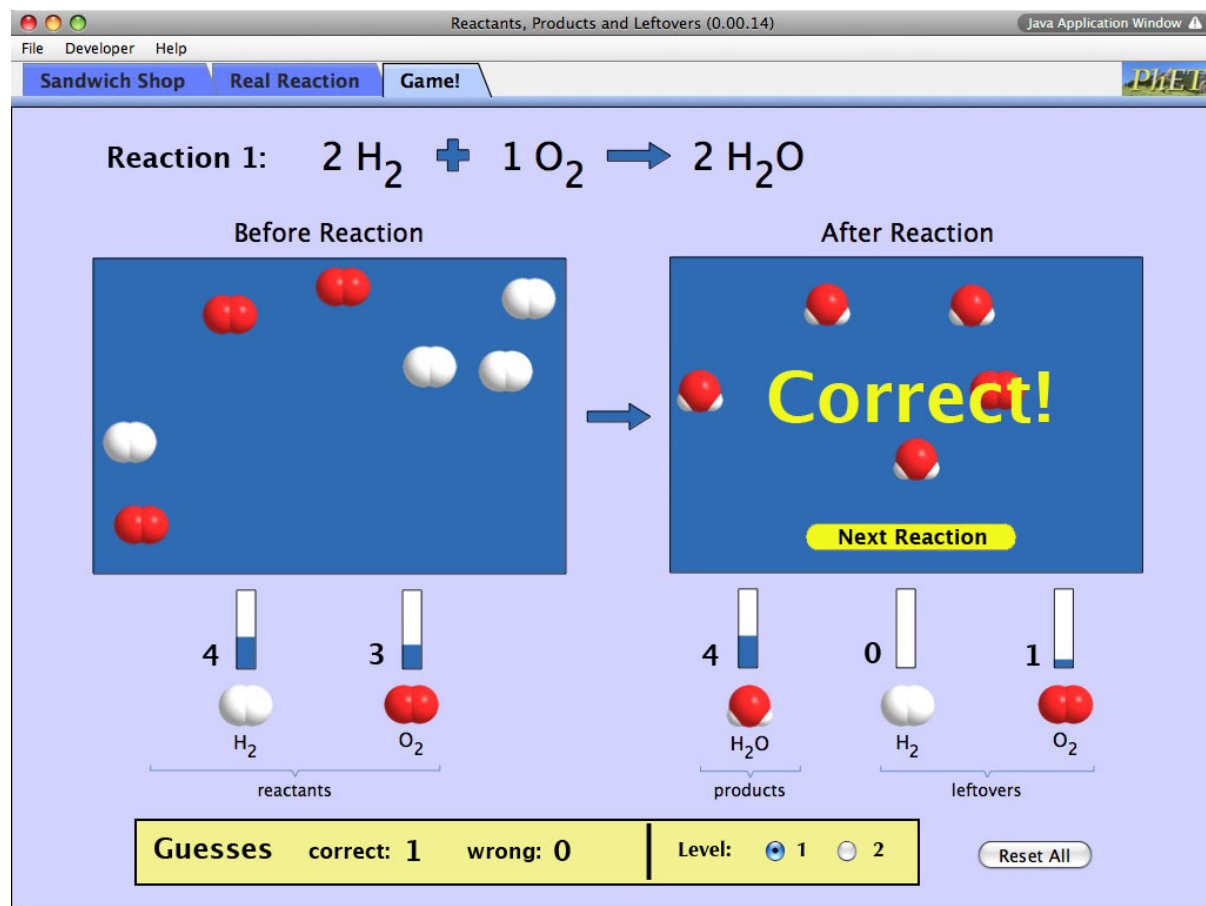 Reactants, Products and Leftovers (0.00.14)
Java Application Window
File Developer Help
Sandwich Shop Real Reaction Game!
PhET
Reaction 1: 2 H₂ + 1 O₂ → 2 H₂O
Before Reaction After Reaction
Correct!
Next Reaction
4 3 4 0 1
H₂ O₂ H₂O H₂ O₂
reactants products leftovers
Guesses correct: 1 wrong: 0 Level: 1 2 Reset All